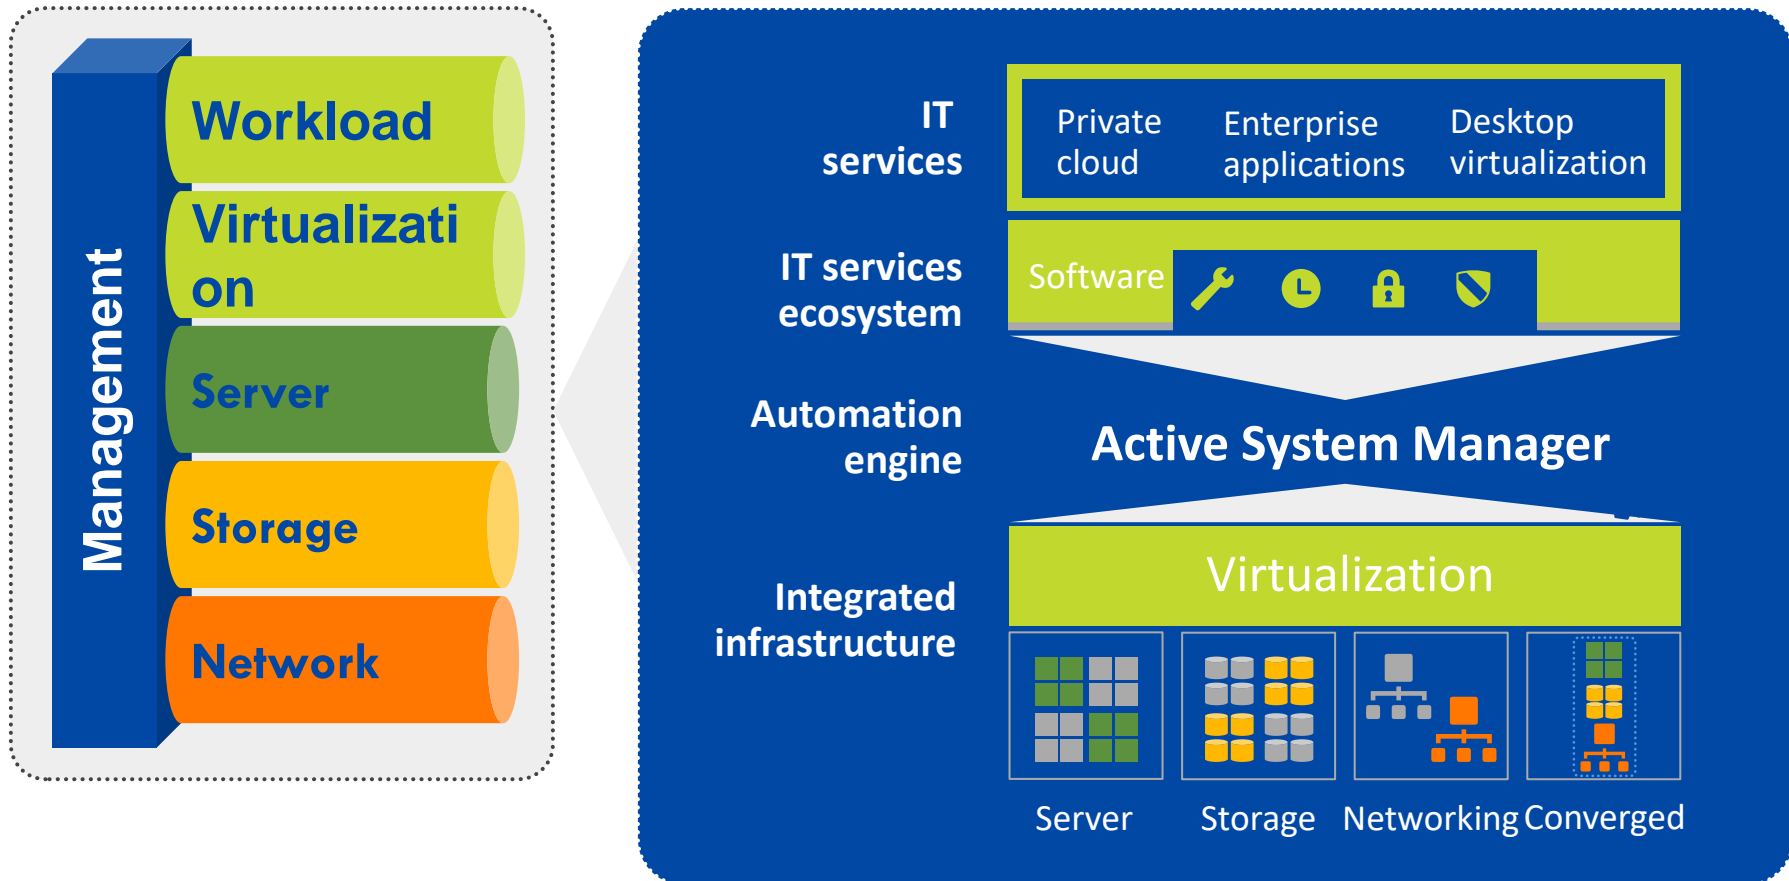 Management
Workload
Virtualizati
on
Server
Storage
Network
IT
services
Private
cloud
Enterprise
applications
Desktop
virtualization
IT services
ecosystem
Software
Automation
engine
Active System Manager
Integrated
infrastructure
Virtualization
Server
Storage
Networking
Converged